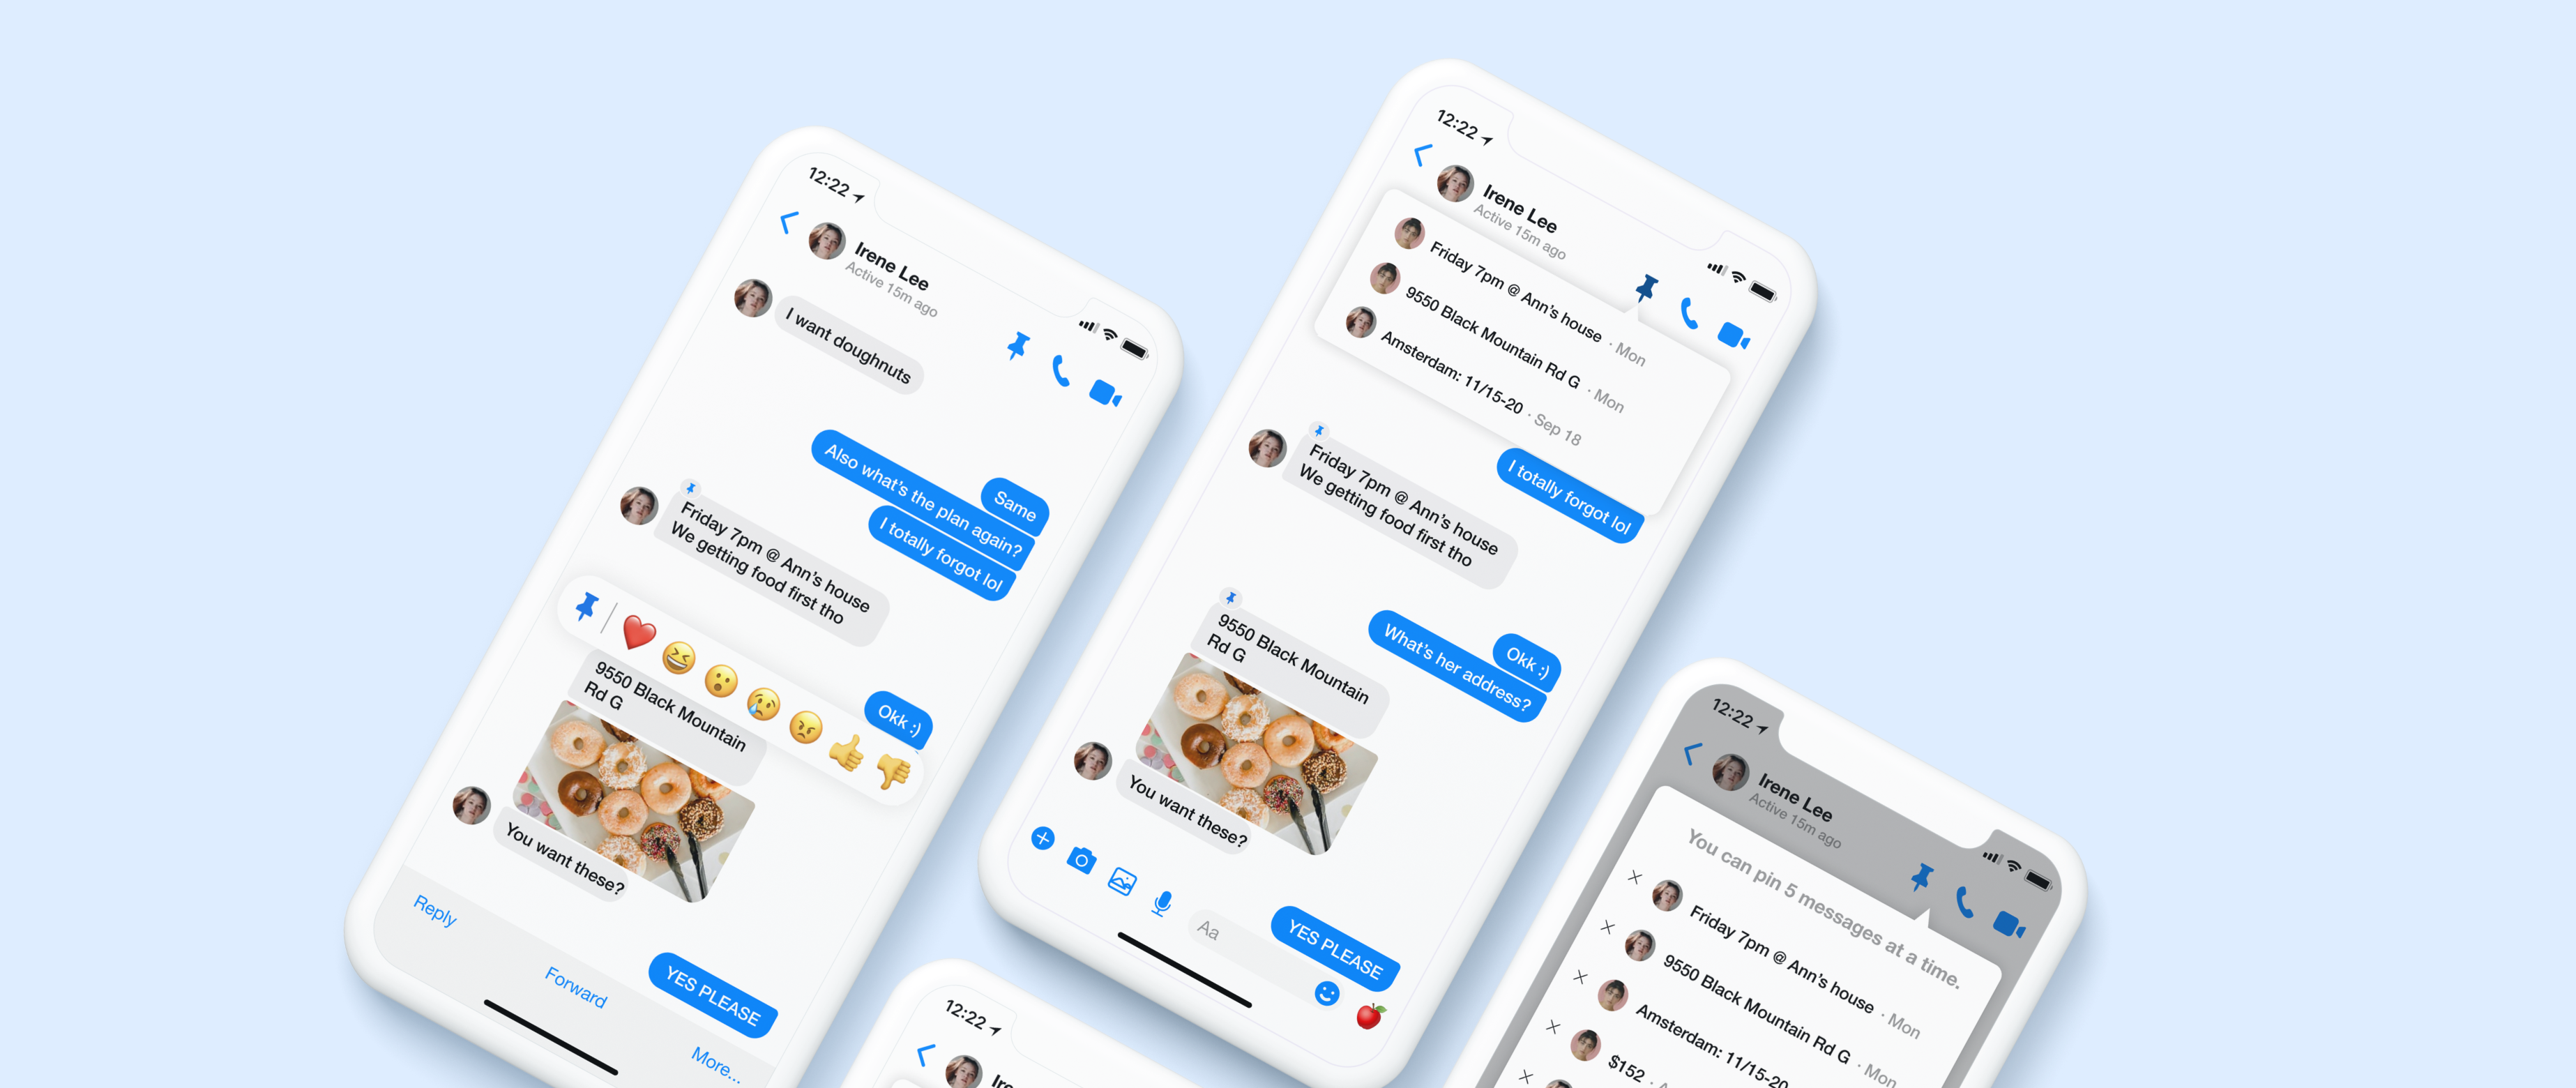 12:22
Irene Lee
Active 15m ago
I want doughnuts
Same
Also what's the plan again?
I totally forgot lol
Friday 7pm @ Ann's house
We getting food first tho
Okk :)
9550 Black Mountain
Rd G
You want these?
YES PLEASE
Reply
Forward
More...
12:22
Irene Lee
Active 15m ago
Friday 7pm @ Ann's house · Mon
9550 Black Mountain Rd G · Mon
Amsterdam: 11/15-20 · Sep 18
I totally forgot lol
Friday 7pm @ Ann's house
We getting food first tho
Okk :)
What's her address?
9550 Black Mountain
Rd G
You want these?
YES PLEASE
Aa
12:22
12:22
Irene Lee
Active 15m ago
You can pin 5 messages at a time.
Friday 7pm @ Ann's house · Mon
9550 Black Mountain Rd G · Mon
Amsterdam: 11/15-20
$152